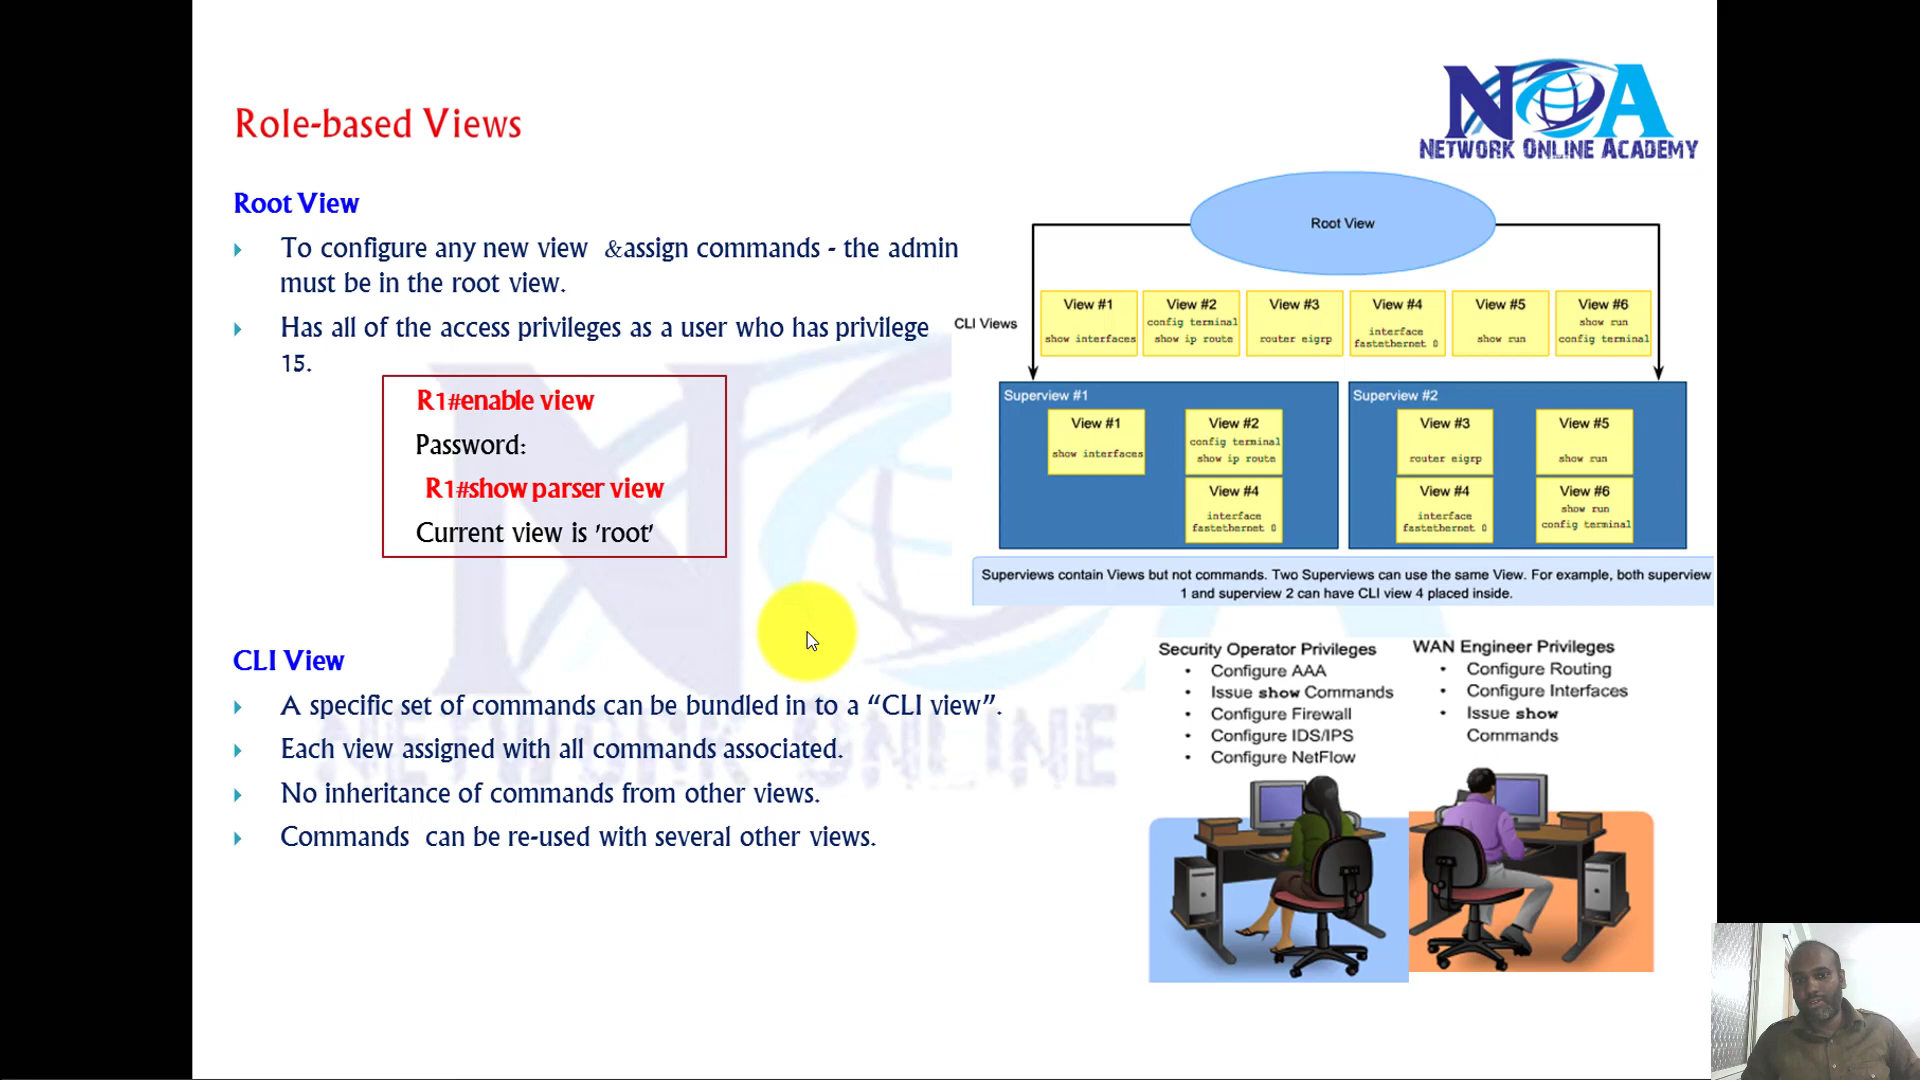 NOA
NETWORK ONLINE ACADEMY
Role-based Views
Root View
To configure any new view &assign commands - the admin
must be in the root view.
Has all of the access privileges as a user who has privilege
15.
R1#enable view
Password:
R1#show parser view
Current view is 'root'
CLI View
A specific set of commands can be bundled in to a “CLI view”.
Each view assigned with all commands associated.
No inheritance of commands from other views.
Commands can be re-used with several other views.
Root View
CLI Views
View #1
show interfaces
View #2
config terminal
show ip route
View #3
router eigrp
View #4
interface
fastethernet 0
View #5
show run
View #6
show run
config terminal
Superview #1
View #1
show interfaces
View #2
config terminal
show ip route
View #4
interface
fastethernet 0
Superview #2
View #3
router eigrp
View #4
interface
fastethernet 0
View #5
show run
View #6
show run
config terminal
Superviews contain Views but not commands. Two Superviews can use the same View. For example, both superview
1 and superview 2 can have CLI view 4 placed inside.
Security Operator Privileges
Configure AAA
Issue show Commands
Configure Firewall
Configure IDS/IPS
Configure NetFlow
WAN Engineer Privileges
Configure Routing
Configure Interfaces
Issue show
Commands
NETWORK ONLINE